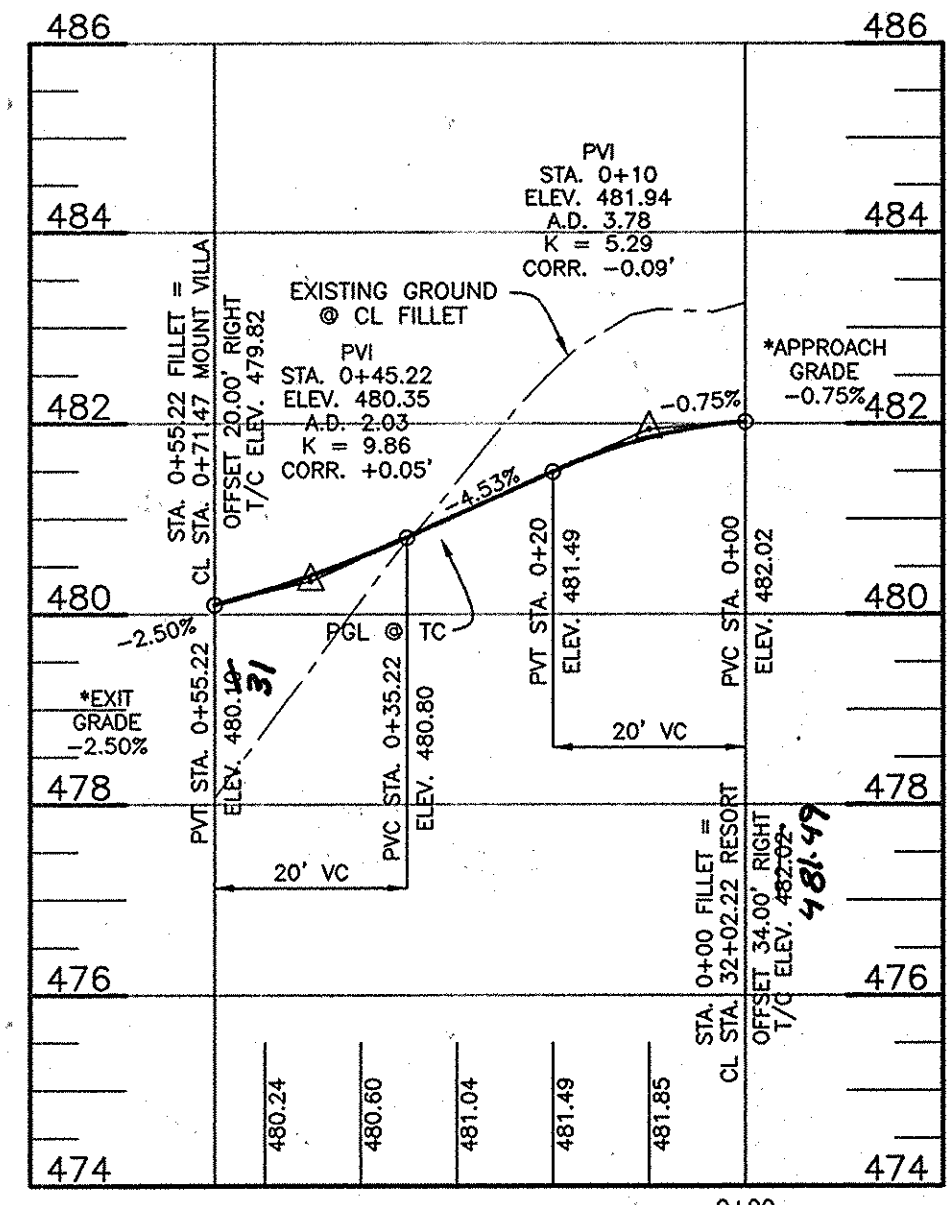 486
486
484
484
482
482
480
480
478
478
476
476
474
474
PVI
STA. 0+10
ELEV. 481.94
A.D. 3.78
K = 5.29
CORR. -0.09'
EXISTING GROUND
@ CL FILLET
PVI
STA. 0+45.22
ELEV. 480.35
A.D. 2.03
K = 9.86
CORR. +0.05'
STA. 0+55.22 FILLET =
CL STA. 0+71.47 MOUNT VILLA
OFFSET 20.00' RIGHT
T/C ELEV. 479.82
*APPROACH
GRADE
-0.75%
-0.75%
-4.53%
-2.50%
PGL @ TC
*EXIT
GRADE
-2.50%
PVT STA. 0+55.22
ELEV. 480.10
31
PVC STA. 0+35.22
ELEV. 480.80
PVT STA. 0+20
ELEV. 481.49
PVC STA. 0+00
ELEV. 482.02
20' VC
20' VC
STA. 0+00 FILLET =
CL STA. 32+02.22 RESORT
OFFSET 34.00' RIGHT
T/C ELEV. 482.02
481.49
480.24
480.60
481.04
481.49
481.85